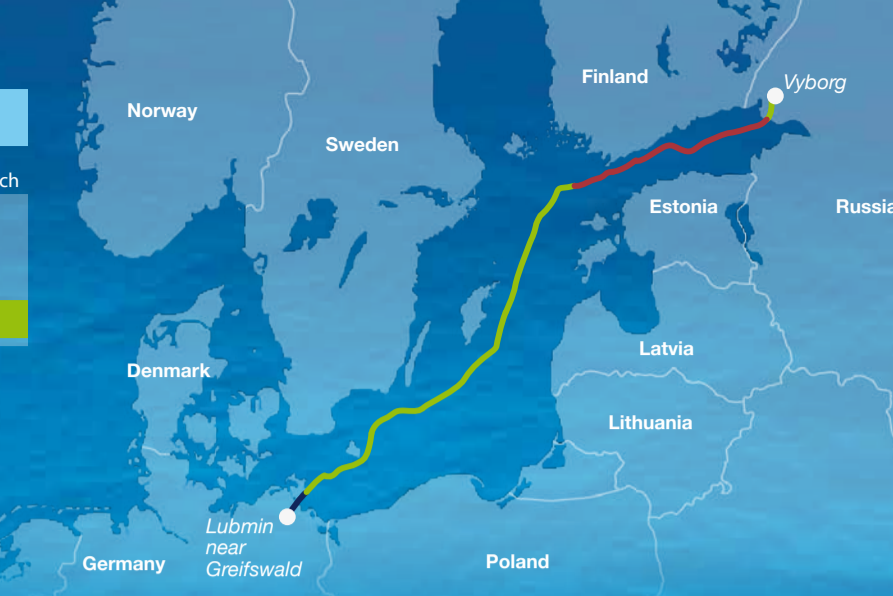 Finland
Vyborg
Norway
Sweden
ch
Estonia
Russia
Latvia
Denmark
Lithuania
Lubmin
near
Greifswald
Germany
Poland